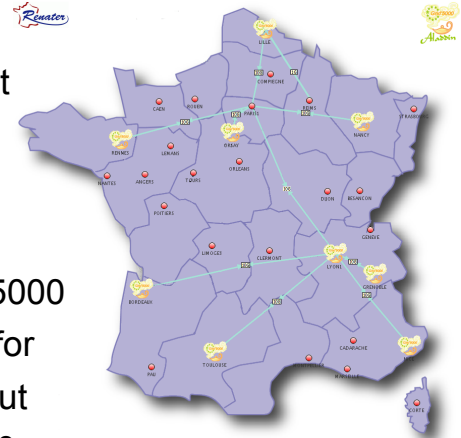 Renater
Aladdin
LILLE
COMPIEGNE
t
CAEN
ROUEN
PARIS
REIMS
STRASBOURG
RENNES
ORSAY
NANCY
LEMANS
ORLEANS
NANTES
ANGERS
TOURS
DIJON
BESANCON
POITIERS
GENEVE
LIMOGES
CLERMONT
LYON
GRENOBLE
5000
BORDEAUX
for
TOULOUSE
CADARACHE
PAU
MARSEILLE
ut
CORTE